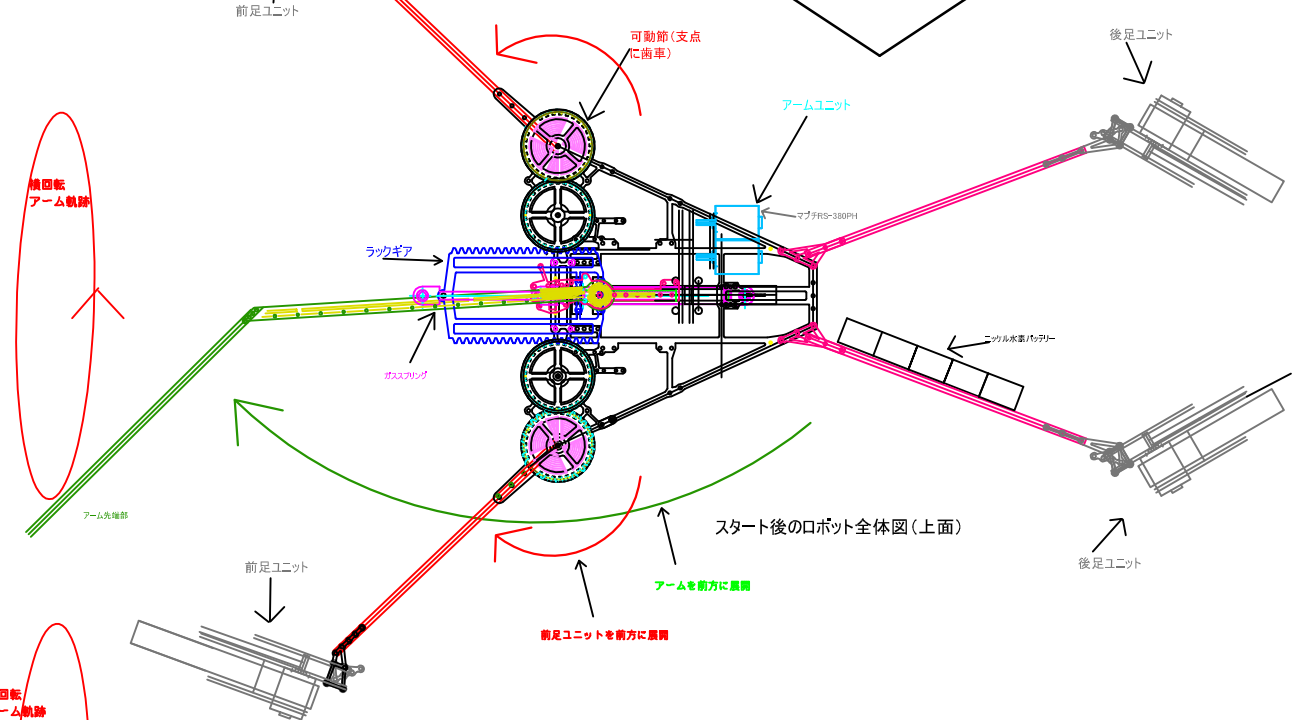 前足ユニット
可動節(支点
に歯車)
後足ユニット
アームユニット
横回転
アーム軌跡
マブチRS-380PH
ラックギア
ニッケル水素バッテリー
ガススプリング
アーム先端部
スタート後のロボット全体図(上面)
前足ユニット
後足ユニット
アームを前方に展開
前足ユニットを前方に展開
回転
ーム軌跡